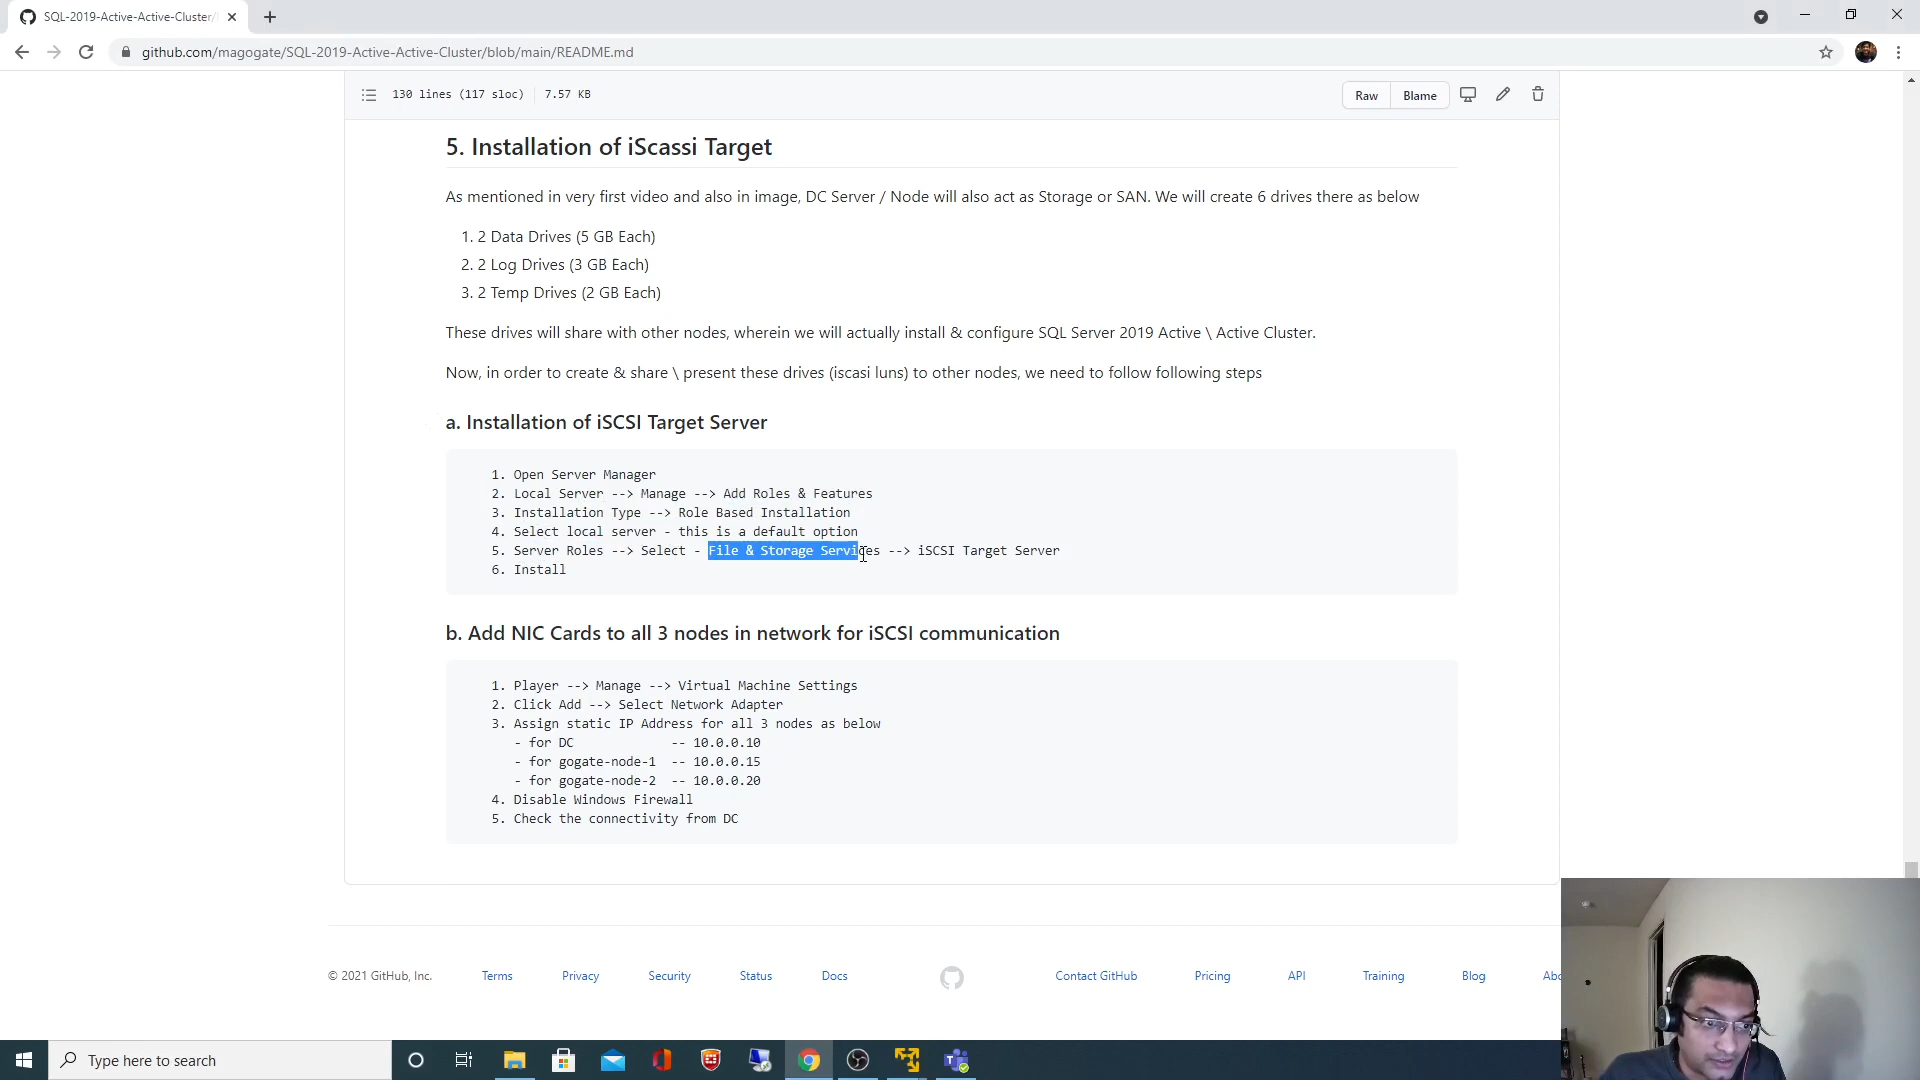 SQL-2019-Active-Active-Cluster/
github.com/magogate/SQL-2019-Active-Active-Cluster/blob/main/README.md
130 lines (117 sloc) 7.57 KB
Raw Blame
5. Installation of iScassi Target
As mentioned in very first video and also in image, DC Server / Node will also act as Storage or SAN. We will create 6 drives there as below
1. 2 Data Drives (5 GB Each)
2. 2 Log Drives (3 GB Each)
3. 2 Temp Drives (2 GB Each)
These drives will share with other nodes, wherein we will actually install & configure SQL Server 2019 Active \ Active Cluster.
Now, in order to create & share \ present these drives (iscasi luns) to other nodes, we need to follow following steps
a. Installation of iSCSI Target Server
1. Open Server Manager
2. Local Server --> Manage --> Add Roles & Features
3. Installation Type --> Role Based Installation
4. Select local server - this is a default option
5. Server Roles --> Select - File & Storage Services --> iSCSI Target Server
6. Install
b. Add NIC Cards to all 3 nodes in network for iSCSI communication
1. Player --> Manage --> Virtual Machine Settings
2. Click Add --> Select Network Adapter
3. Assign static IP Address for all 3 nodes as below
- for DC -- 10.0.0.10
- for gogate-node-1 -- 10.0.0.15
- for gogate-node-2 -- 10.0.0.20
4. Disable Windows Firewall
5. Check the connectivity from DC
© 2021 GitHub, Inc. Terms Privacy Security Status Docs Contact GitHub Pricing API Training Blog Abo
Type here to search